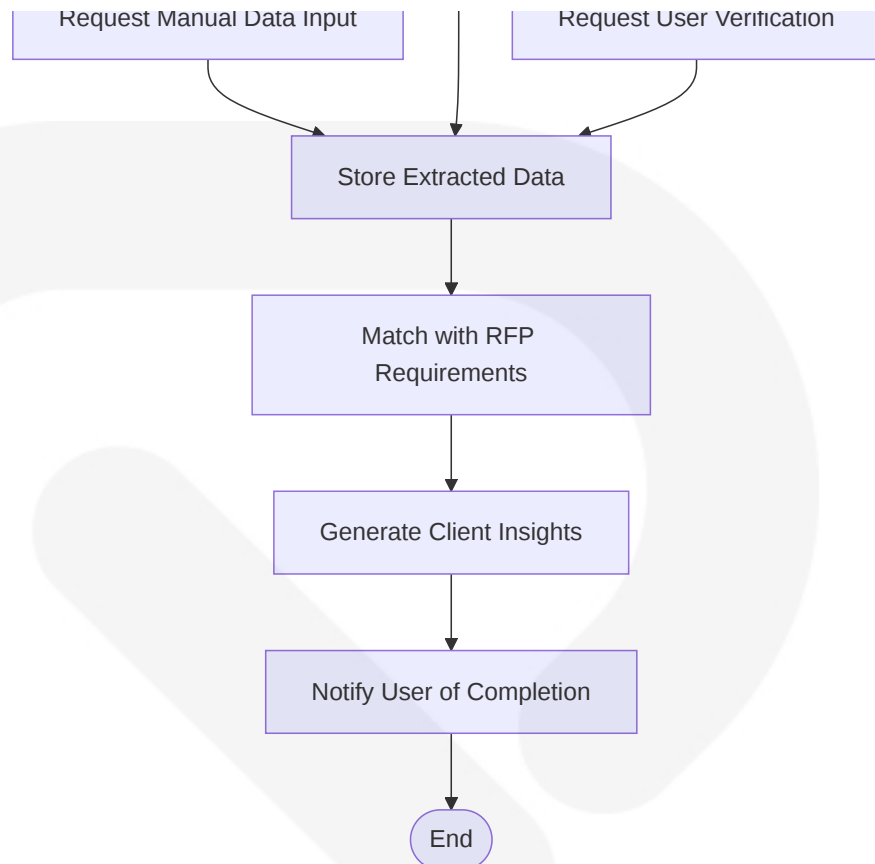 Request Manual Data Input
Request User Verification
Store Extracted Data
Match with RFP
Requirements
Generate Client Insights
Notify User of Completion
End